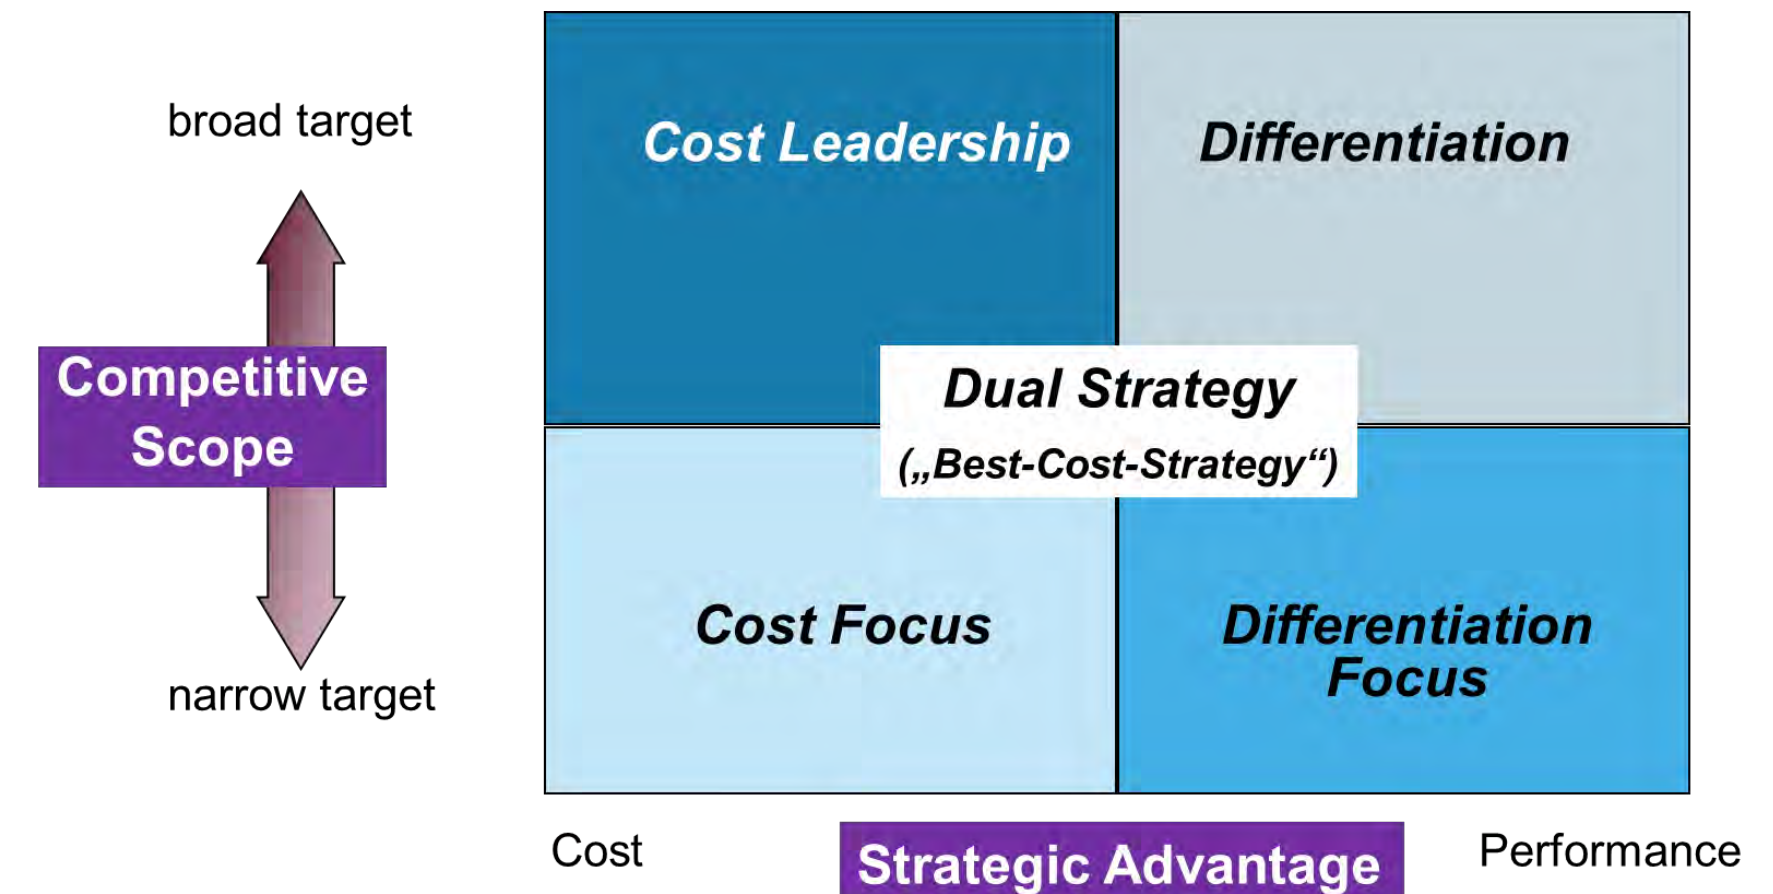 broad target
Cost Leadership
Differentiation
Competitive
Scope
Dual Strategy
(„Best-Cost-Strategy“)
Cost Focus
Differentiation
Focus
narrow target
Cost
Strategic Advantage
Performance